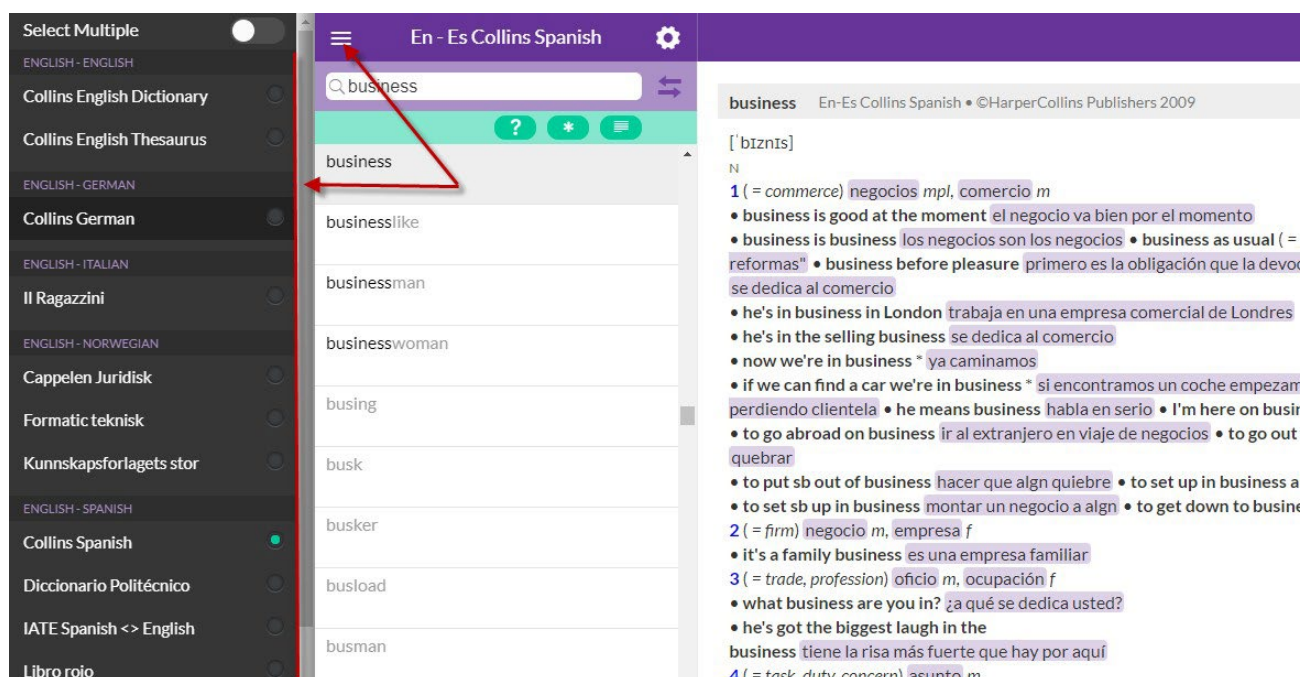 Select Multiple
ENGLISH - ENGLISH
Collins English Dictionary
Collins English Thesaurus
ENGLISH - GERMAN
Collins German
ENGLISH - ITALIAN
Il Ragazzini
ENGLISH - NORWEGIAN
Cappelen Juridisk
Formatic teknisk
Kunnskapsforlagets stor
ENGLISH - SPANISH
Collins Spanish
Diccionario Politécnico
IATE Spanish <> English
Libro rojo
En - Es Collins Spanish
business
? *
business
businesslike
businessman
businesswoman
busing
busk
busker
busload
busman
business En-Es Collins Spanish • ©HarperCollins Publishers 2009
[ˈbɪznɪs]
N
1 ( = commerce) negocios mpl, comercio m
• business is good at the moment el negocio va bien por el momento
• business is business los negocios son los negocios • business as usual ( =
reformas" • business before pleasure primero es la obligación que la devoc
se dedica al comercio
• he's in business in London trabaja en una empresa comercial de Londres
• he's in the selling business se dedica al comercio
• now we're in business * ya caminamos
• if we can find a car we're in business * si encontramos un coche empezam
perdiendo clientela • he means business habla en serio • I'm here on busin
• to go abroad on business ir al extranjero en viaje de negocios • to go out
quebrar
• to put sb out of business hacer que algn quiebre • to set up in business a
• to set sb up in business montar un negocio a algn • to get down to busine
2 ( = firm) negocio m, empresa f
• it's a family business es una empresa familiar
3 ( = trade, profession) oficio m, ocupación f
• what business are you in? ¿a qué se dedica usted?
• he's got the biggest laugh in the
business tiene la risa más fuerte que hay por aquí
4 ( = task, duty, concern) asunto m